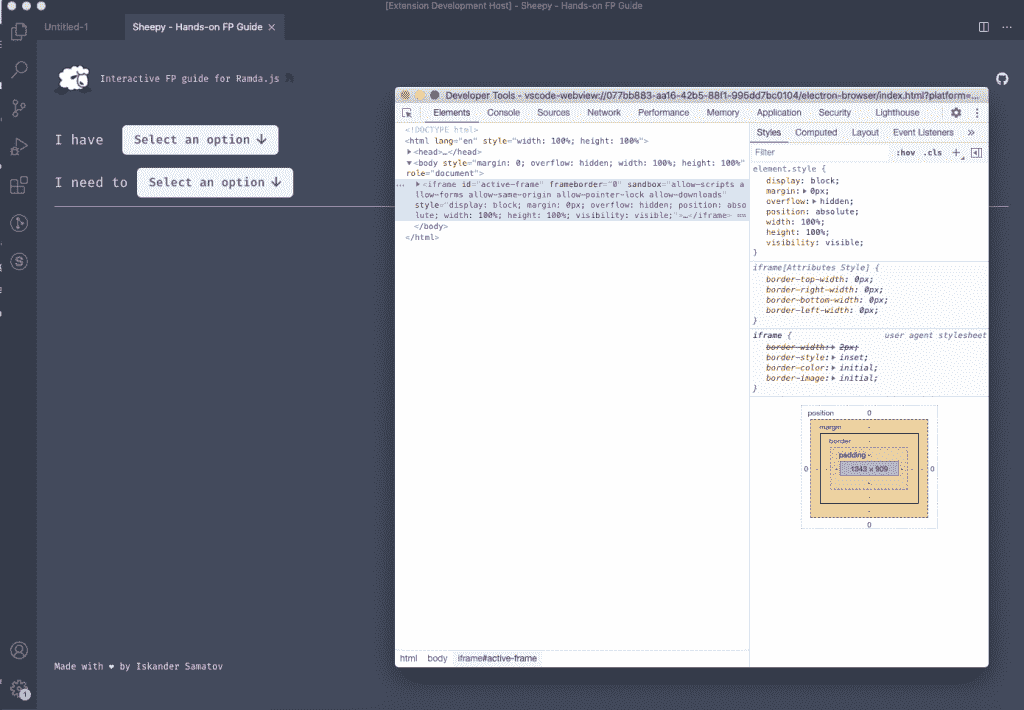 [Extension Development Host] - Sheepy - Hands-on FP Guide
Untitled-1
Sheepy - Hands-on FP Guide ×
Interactive FP guide for Ramda.js
I have
Select an option ↓
I need to
Select an option ↓
Developer Tools - vscode-webview://077bb883-aa16-42b5-88f1-995dd7bc0104/electron-browser/index.html?platform=...
Elements Console Sources Network Performance Memory Application Security Lighthouse
<!DOCTYPE html>
<html lang="en" style="width: 100%; height: 100%">
▶<head>…</head>
▼<body style="margin: 0; overflow: hidden; width: 100%; height: 100%"
role="document">
… ▶<iframe id="active-frame" frameborder="0" sandbox="allow-scripts a
llow-forms allow-same-origin allow-pointer-lock allow-downloads"
style="display: block; margin: 0px; overflow: hidden; position: abso
lute; width: 100%; height: 100%; visibility: visible;">…</iframe> ==
</body>
</html>
Styles Computed Layout Event Listeners »
Filter
:hov .cls +
element.style {
display: block;
margin:▶ 0px;
overflow:▶ hidden;
position: absolute;
width: 100%;
height: 100%;
visibility: visible;
}
iframe[Attributes Style] {
border-top-width: 0px;
border-right-width: 0px;
border-bottom-width: 0px;
border-left-width: 0px;
}
iframe { user agent stylesheet
border-width:▶ 2px;
border-style:▶ inset;
border-color:▶ initial;
border-image:▶ initial;
}
position 0
margin -
border -
padding -
0 - - - 1343 × 909 - - - 0
-
-
-
0
html body iframe#active-frame
Made with ♥ by Iskander Samatov
S
1